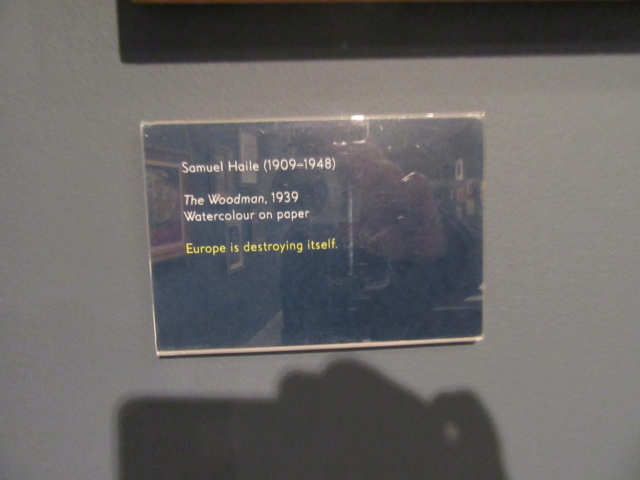 Samuel Haile (1909–1948)
The Woodman, 1939
Watercolour on paper
Europe is destroying itself.